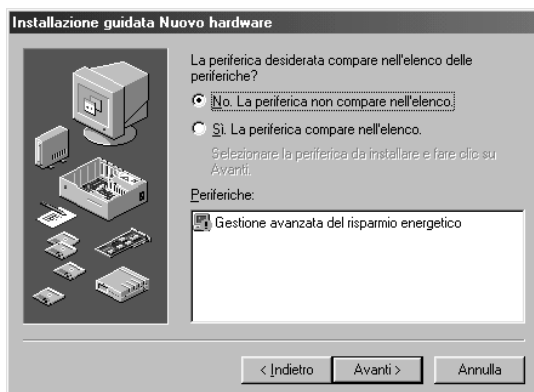 Installazione guidata Nuovo hardware
La periferica desiderata compare nell'elenco delle
periferiche?
No. La periferica non compare nell'elenco.
Sì. La periferica compare nell'elenco.
Selezionare la periferica da installare e fare clic su
Avanti.
Periferiche:
Gestione avanzata del risparmio energetico
< Indietro
Avanti >
Annulla